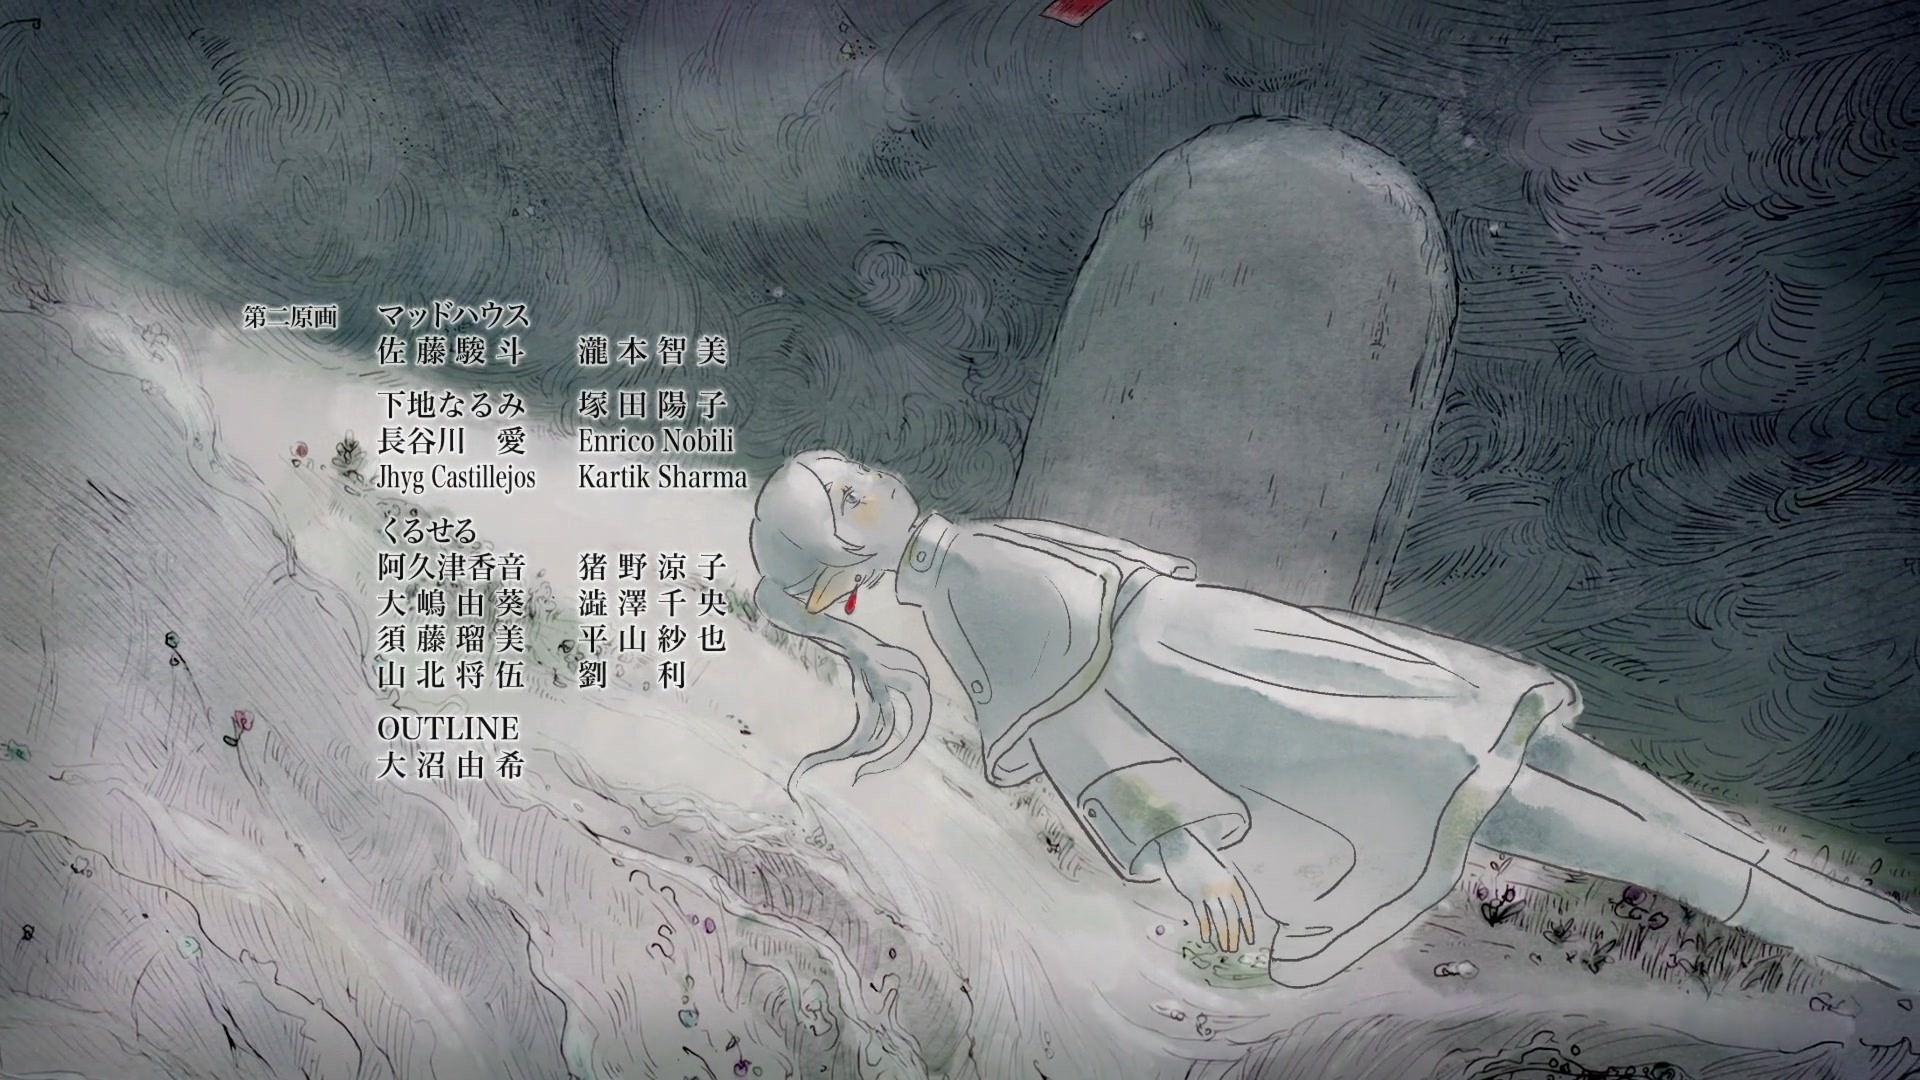 第二原画 マッドハウス
佐藤駿斗 瀧本智美
下地なるみ 塚田陽子
長谷川 愛 Enrico Nobili
Jhyg Castillejos Kartik Sharma
くるせる
阿久津香音 猪野涼子
大嶋由葵 澁澤千央
須藤瑠美 平山紗也
山北将伍 劉 利
OUTLINE
大沼由希